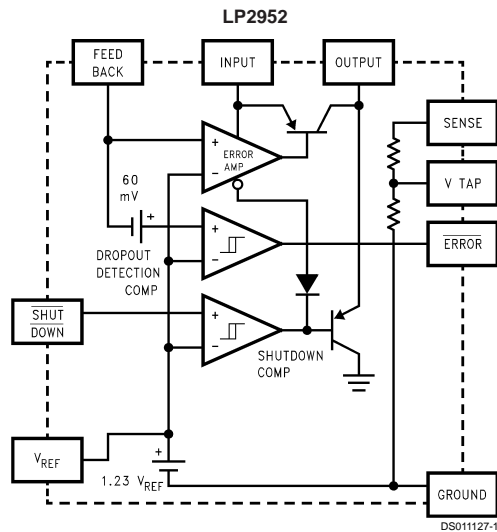 LP2952
FEED
BACK
INPUT
OUTPUT
SENSE
V TAP
ERROR
+
ERROR
AMP
−
60
mV
+
+
−
DROPOUT
DETECTION
COMP
SHUT
DOWN
+
−
SHUTDOWN
COMP
VREF
+
1.23 VREF
GROUND
DS011127-1